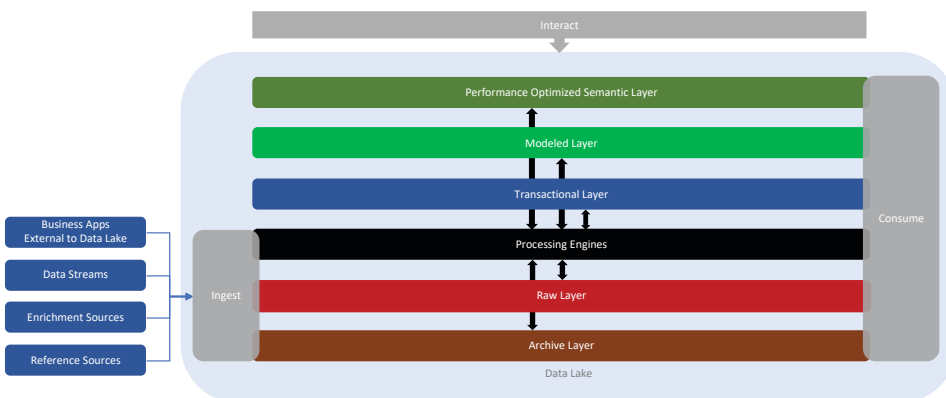 Interact
Performance Optimized Semantic Layer
Modeled Layer
Transactional Layer
Business Apps
External to Data Lake
Consume
Processing Engines
Data Streams
Ingest
Raw Layer
Enrichment Sources
Archive Layer
Reference Sources
Data Lake